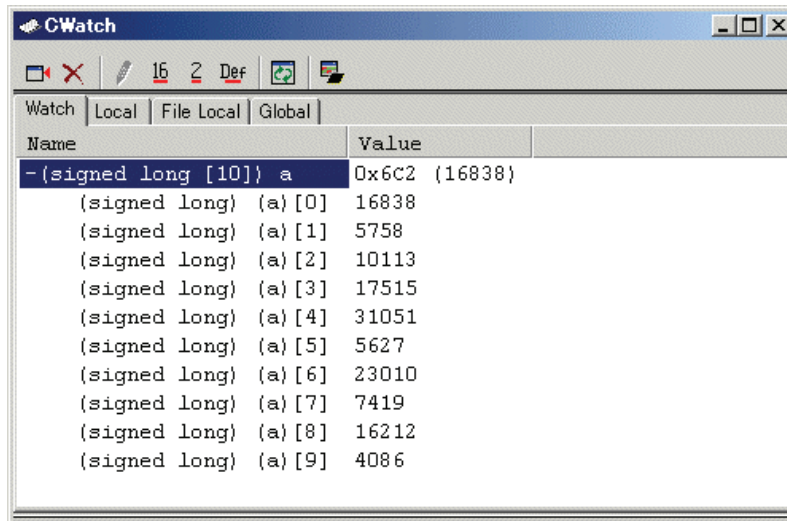 CWatch
16 2 Def
Watch Local File Local Global
Name Value
-(signed long [10]) a 0x6C2 (16838)
(signed long) (a)[0] 16838
(signed long) (a)[1] 5758
(signed long) (a)[2] 10113
(signed long) (a)[3] 17515
(signed long) (a)[4] 31051
(signed long) (a)[5] 5627
(signed long) (a)[6] 23010
(signed long) (a)[7] 7419
(signed long) (a)[8] 16212
(signed long) (a)[9] 4086